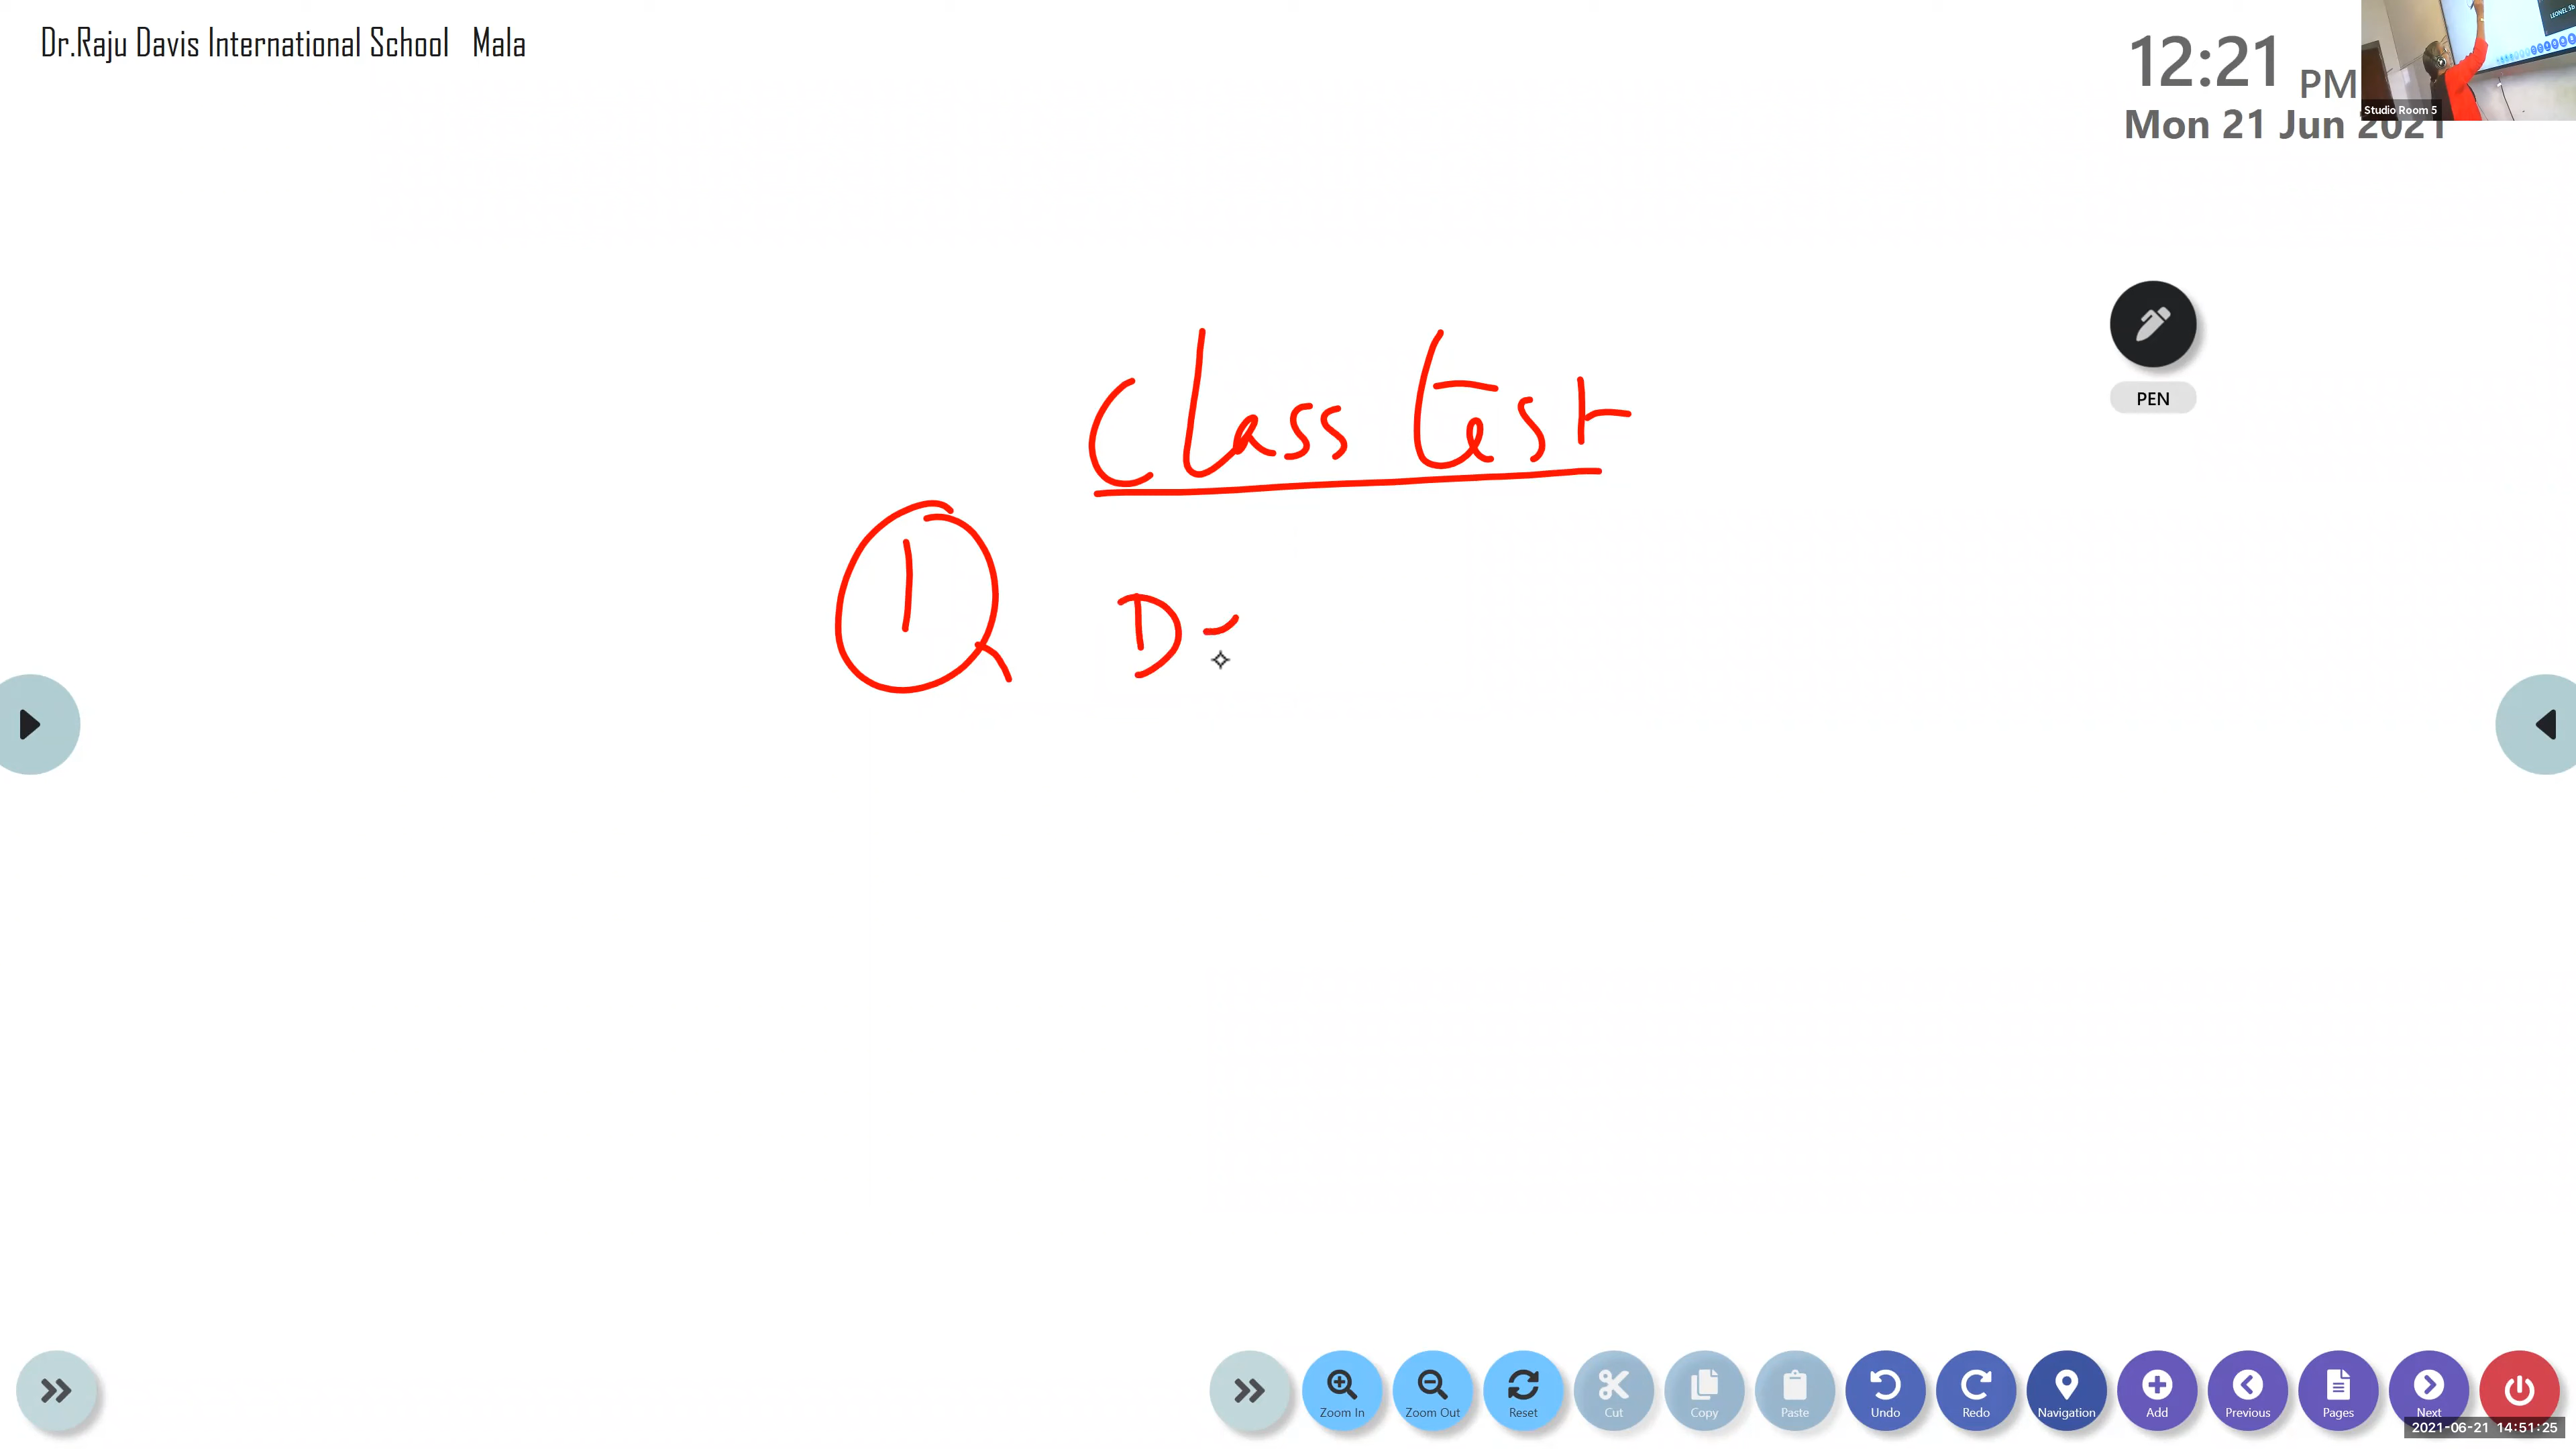 Dr.Raju Davis International School Mala
12:21 PM
Mon 21 Jun 2021
Studio Room 5
PEN
Class test
1
D
Zoom In
Zoom Out
Reset
Cut
Copy
Paste
Undo
Redo
Navigation
Add
Previous
Pages
Next
2021-06-21 14:51:25